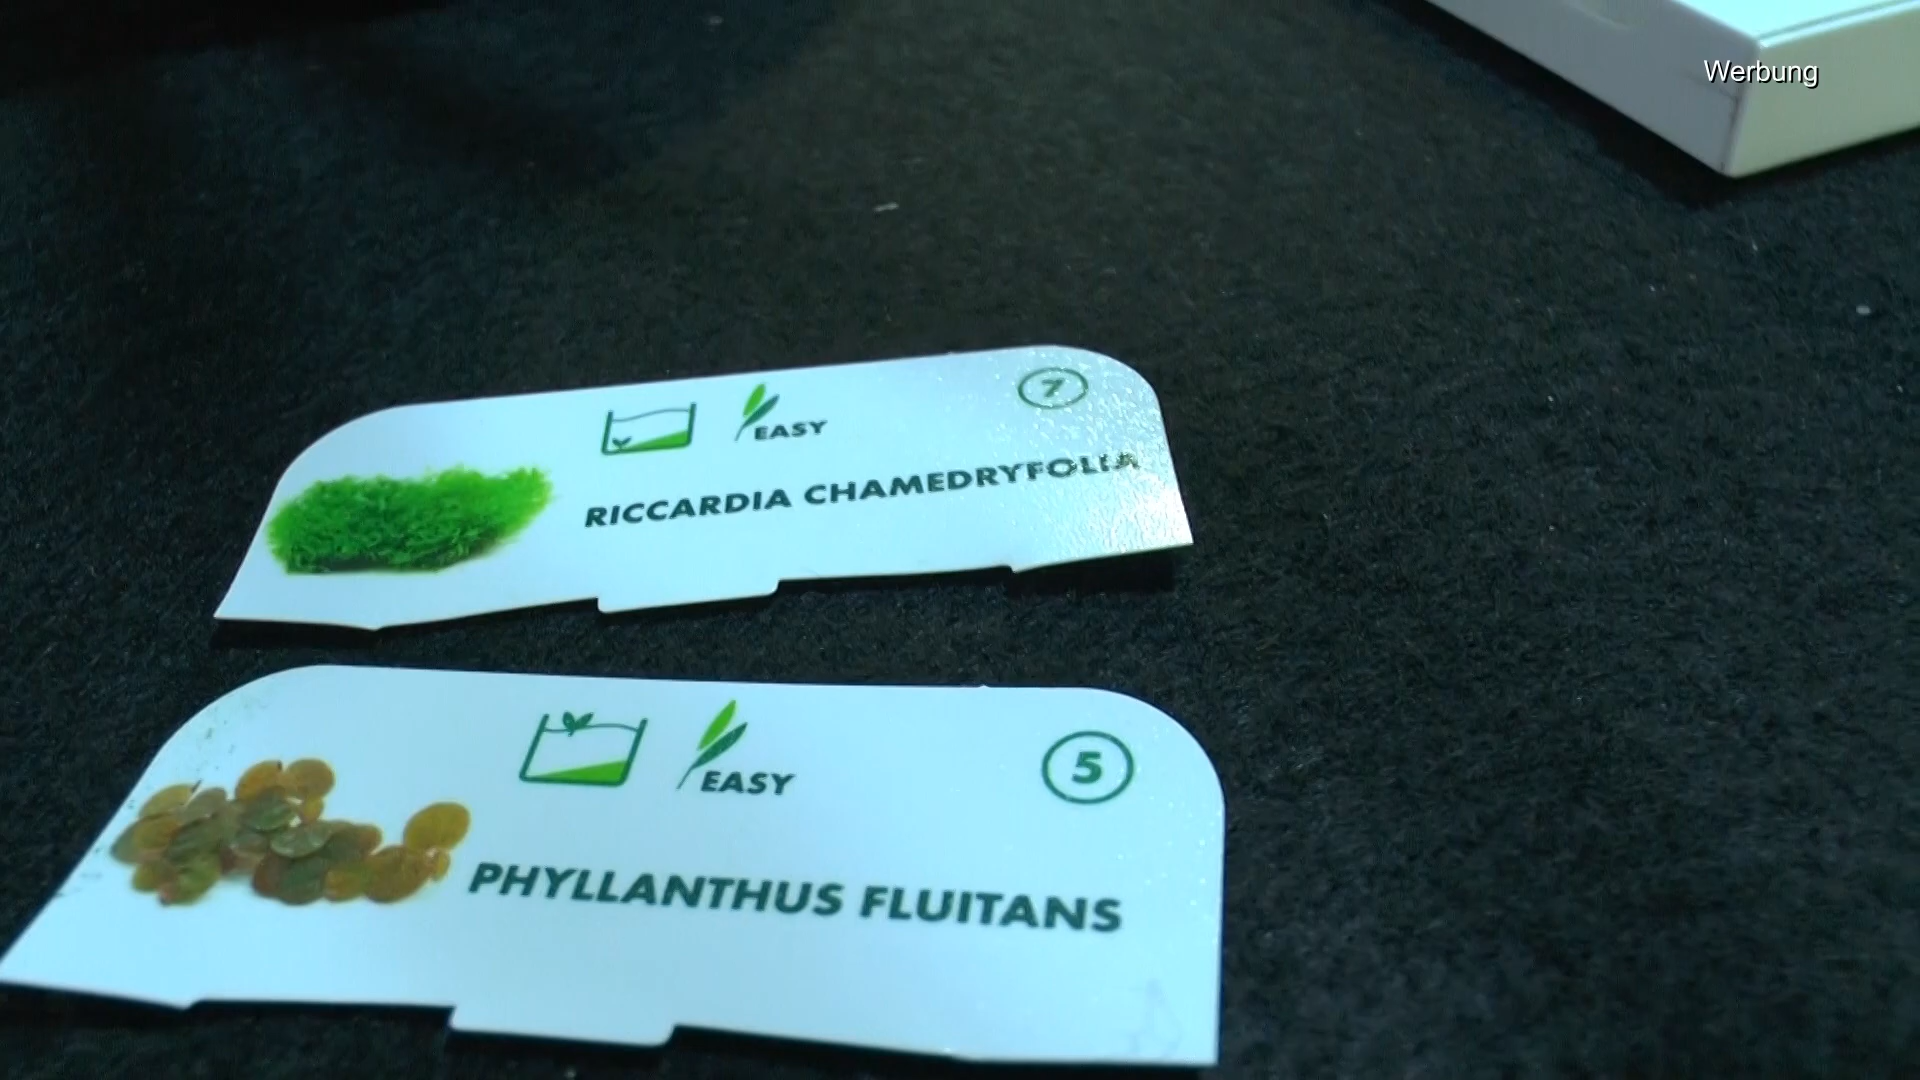 Werbung
7
EASY
RICCARDIA CHAMEDRYFOLIA
5
EASY
PHYLLANTHUS FLUITANS